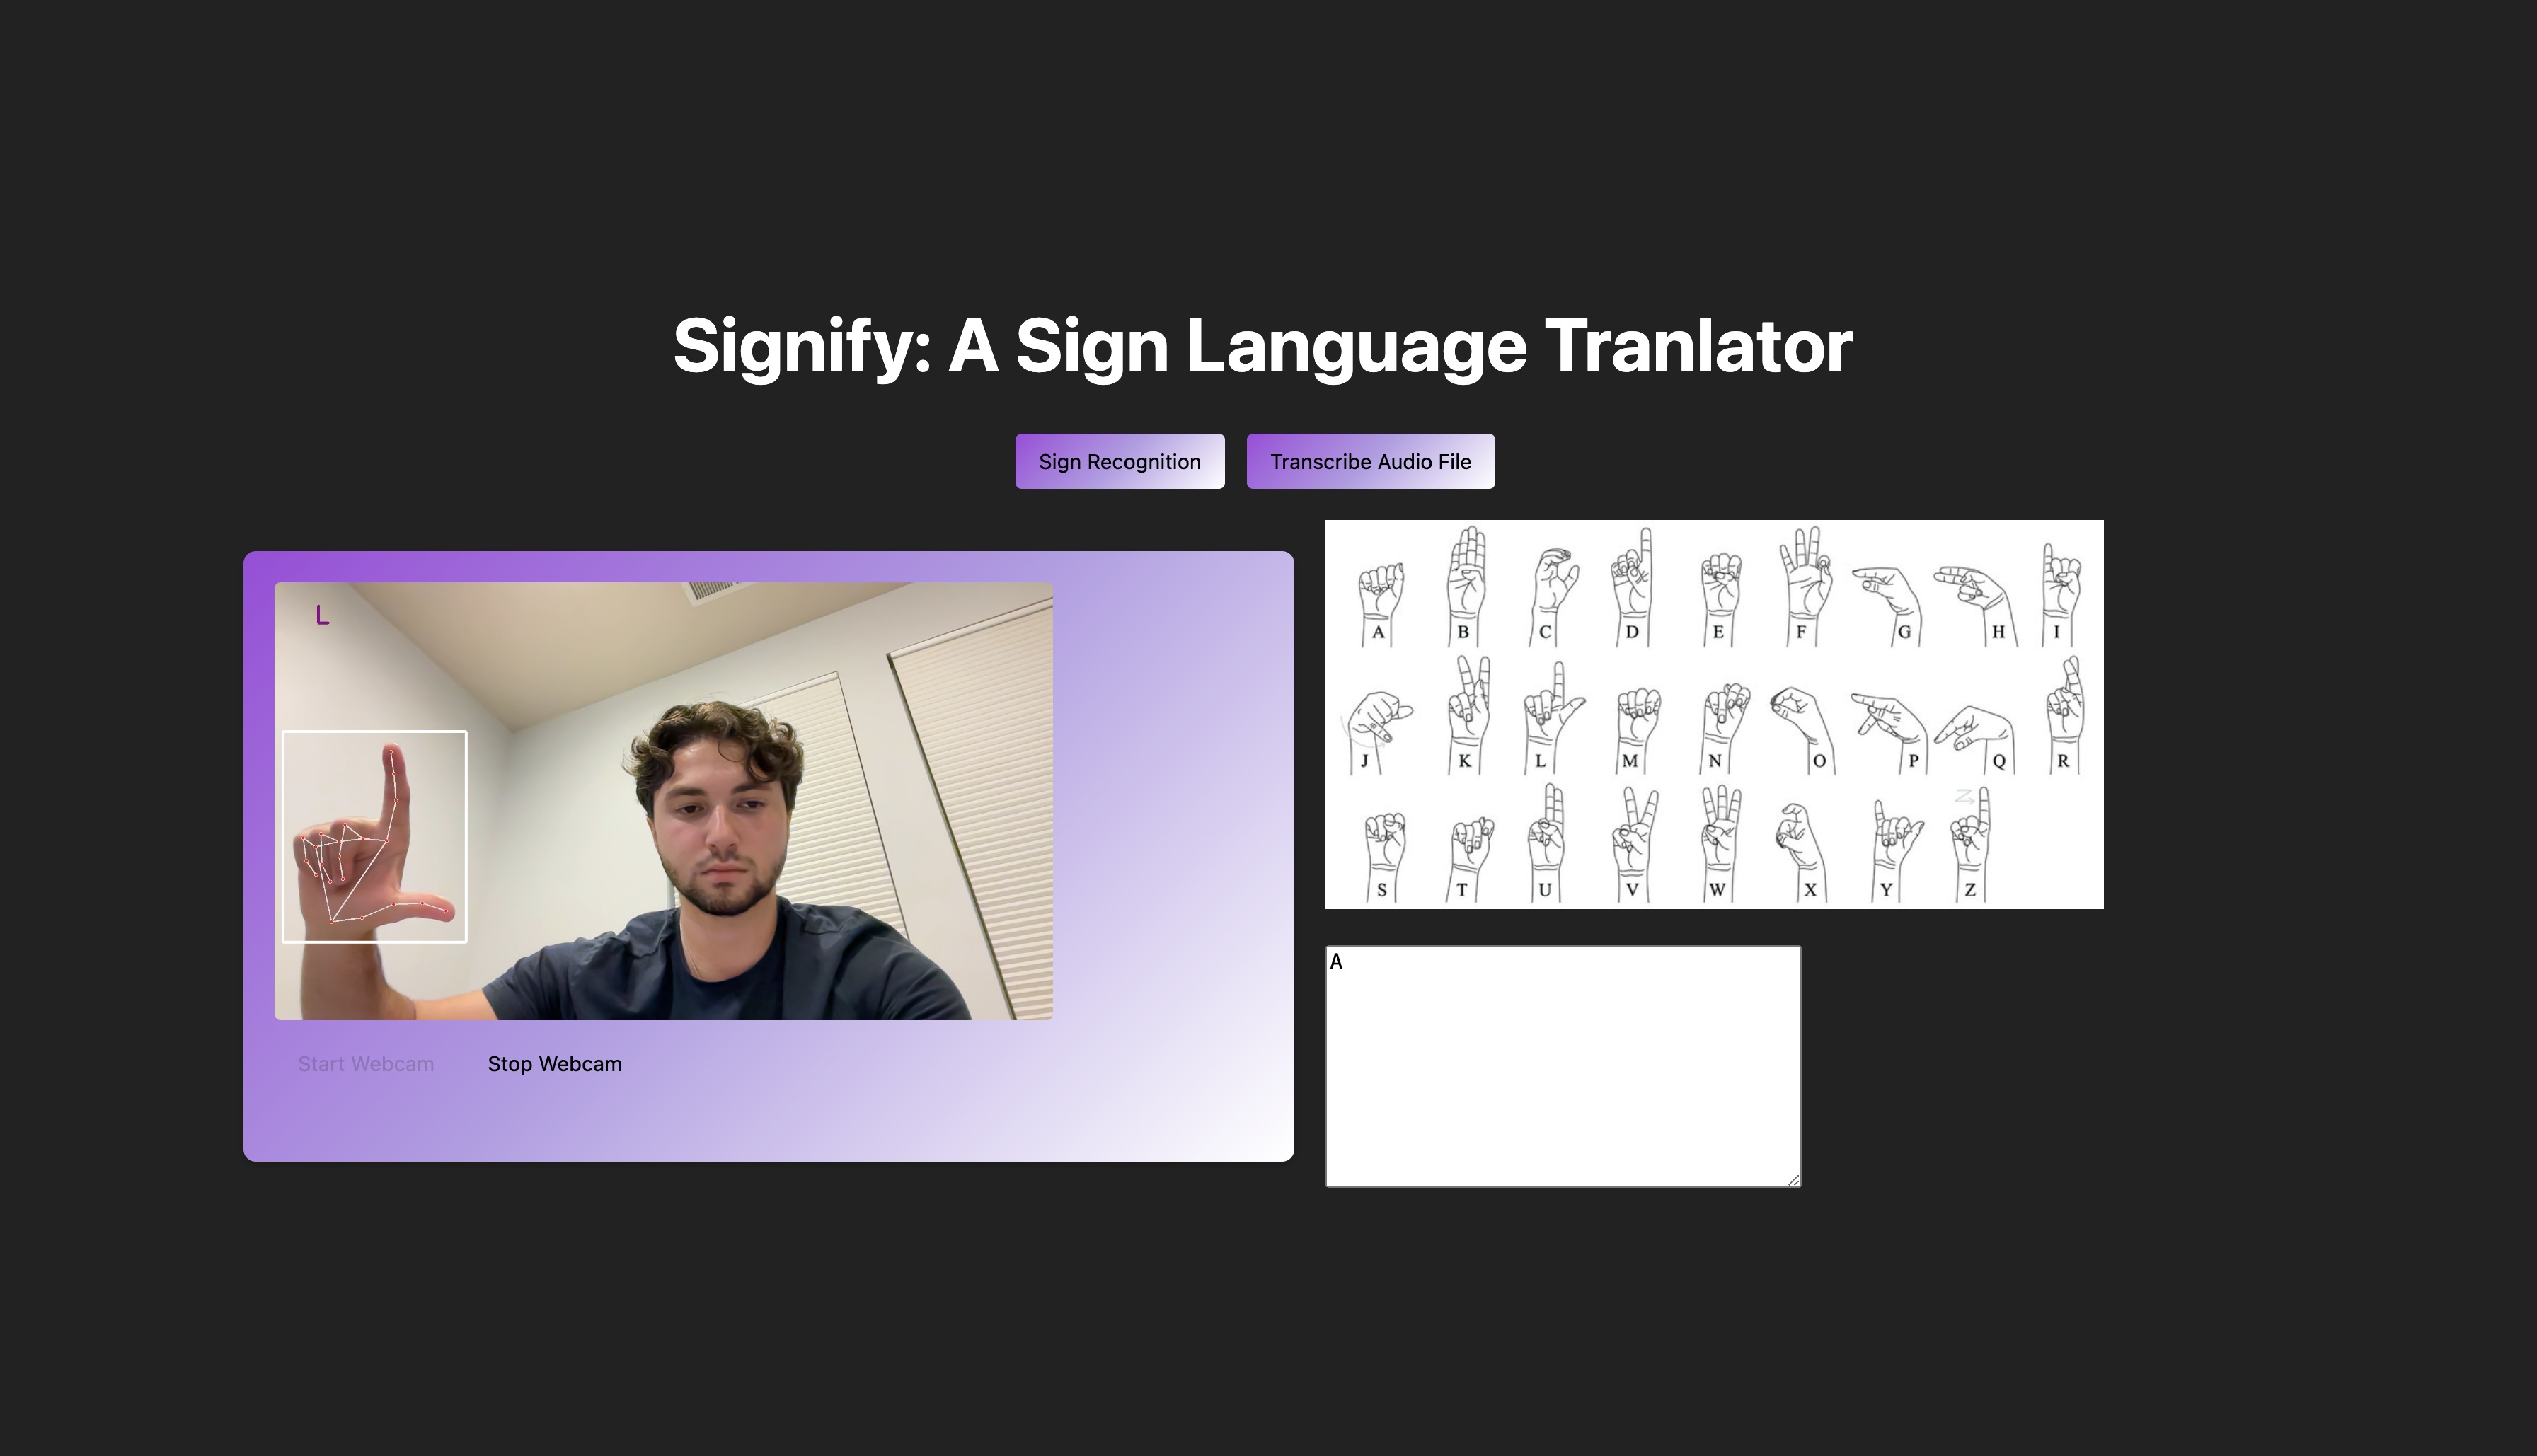 Signify: A Sign Language Tranlator
Sign Recognition Transcribe Audio File
L
A B C D E F G H I
J K L M N O P Q R
S T U V W X Y Z
Z
A
Start Webcam Stop Webcam